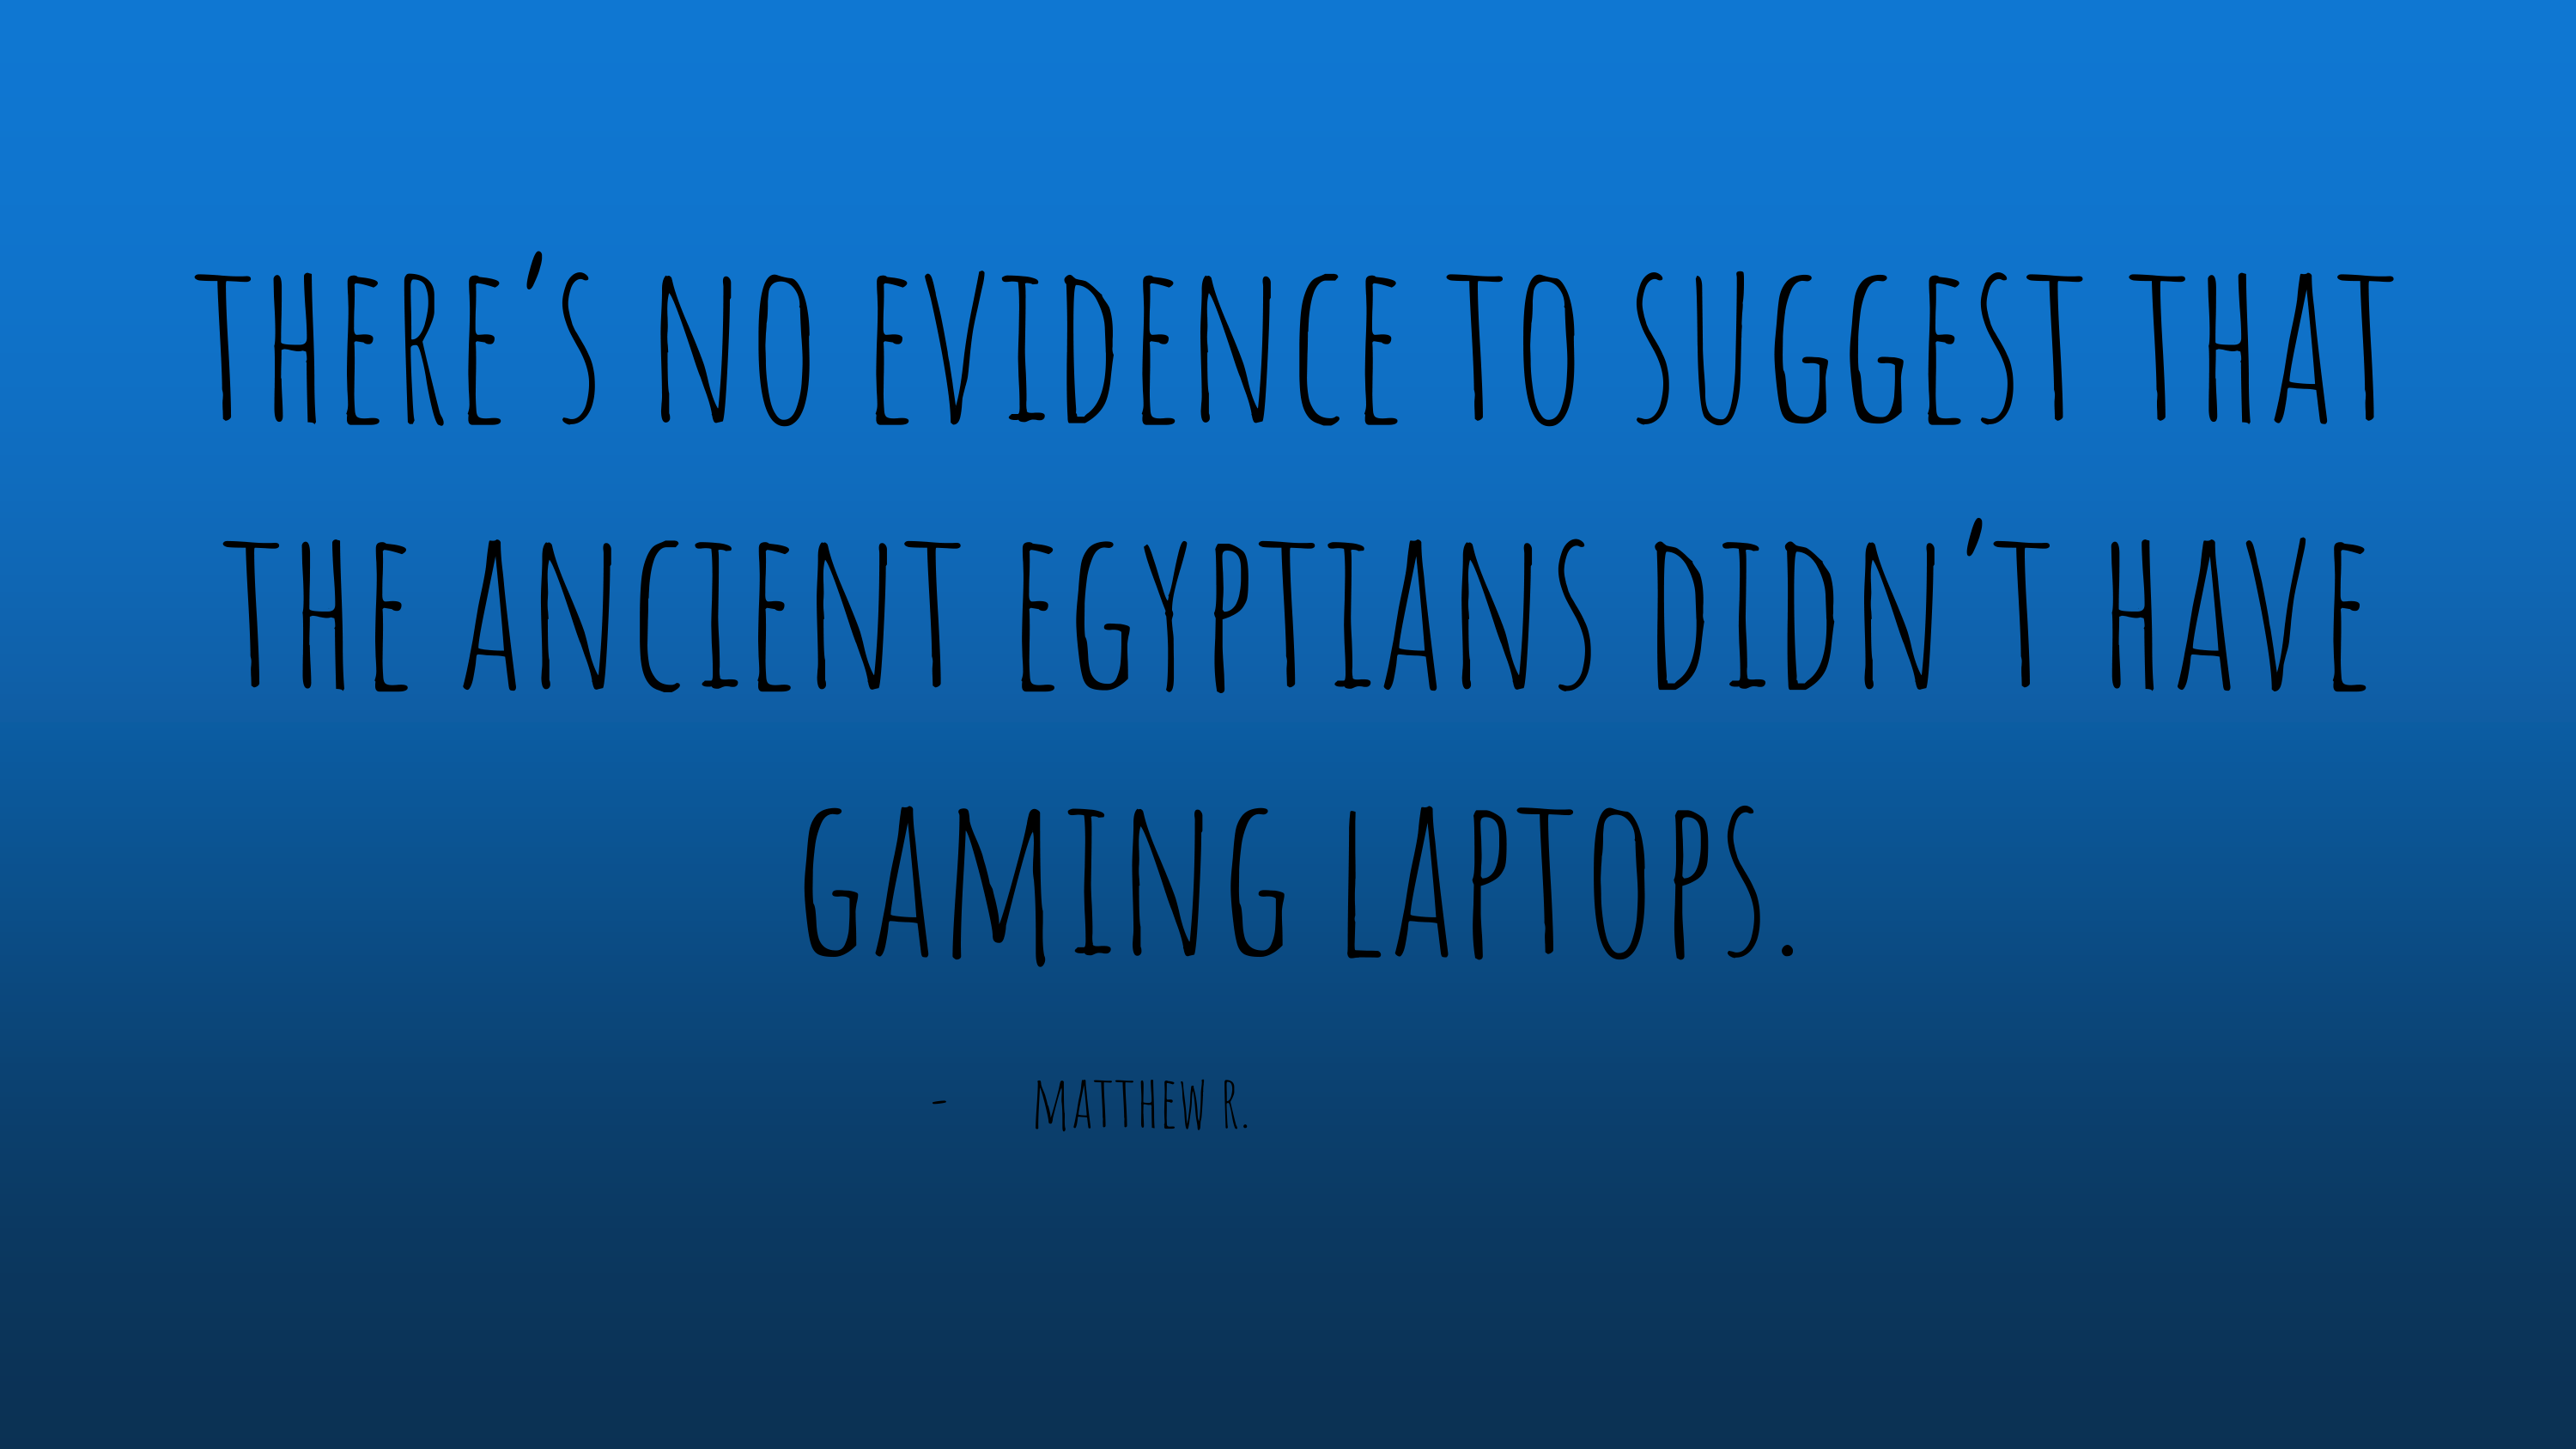 THERE'S NO EVIDENCE TO SUGGEST THAT
THE ANCIENT EGYPTIANS DIDN'T HAVE
GAMING LAPTOPS.
- MATTHEW R.